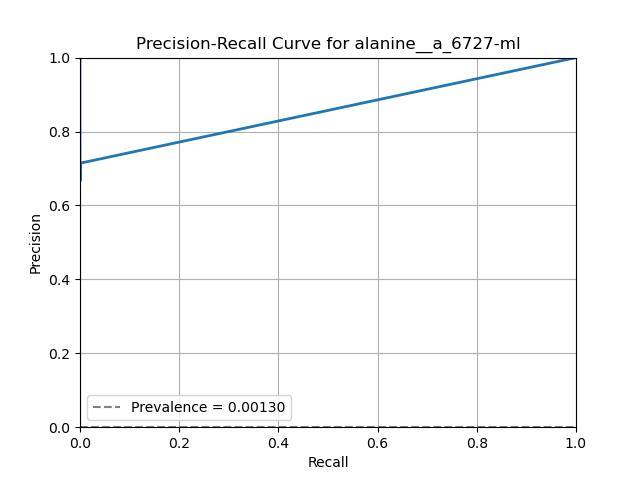 Precision-Recall Curve for alanine__a_6727-ml
1.0
0.8
0.6
0.4
0.2
0.0
Precision
Prevalence = 0.00130
0.0 0.2 0.4 0.6 0.8 1.0
Recall